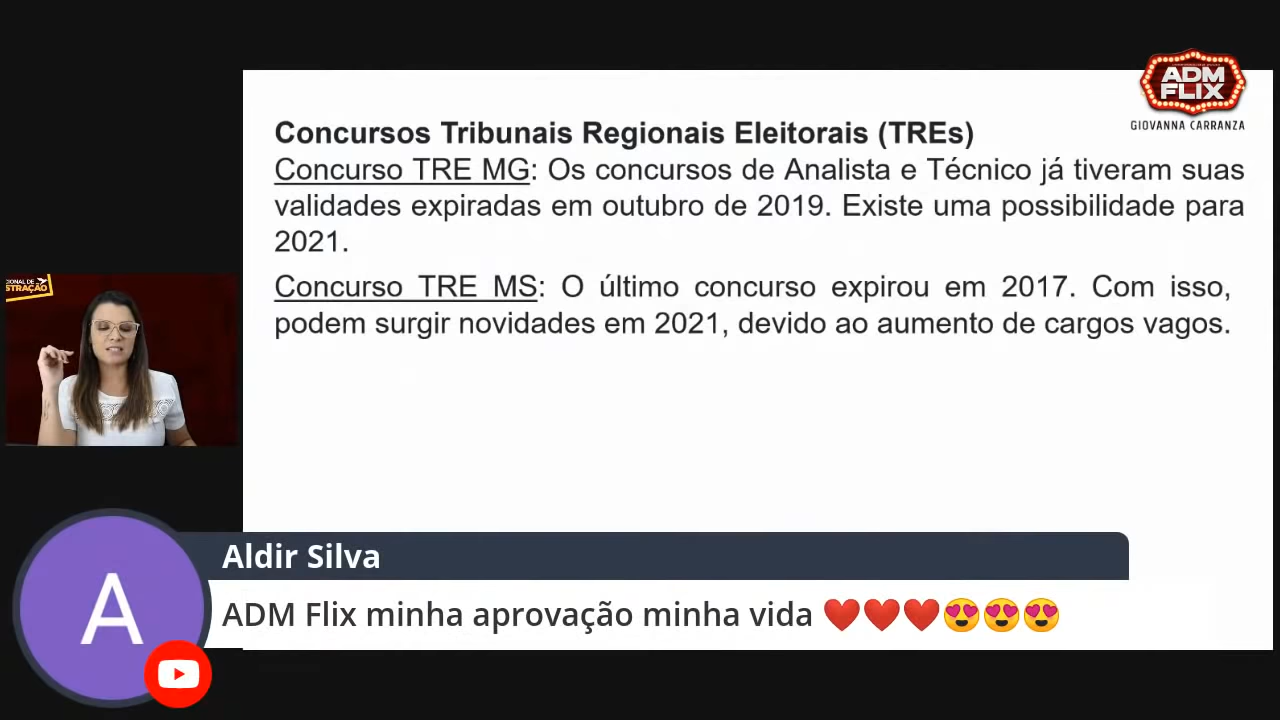 ADM
FLIX
GIOVANNA CARRANZA
Concursos Tribunais Regionais Eleitorais (TREs)
Concurso TRE MG: Os concursos de Analista e Técnico já tiveram suas
validades expiradas em outubro de 2019. Existe uma possibilidade para
2021.
Concurso TRE MS: O último concurso expirou em 2017. Com isso,
podem surgir novidades em 2021, devido ao aumento de cargos vagos.
CIONAL DE
STRAÇÃO
A
Aldir Silva
ADM Flix minha aprovação minha vida ❤️❤️❤️😍😍😍